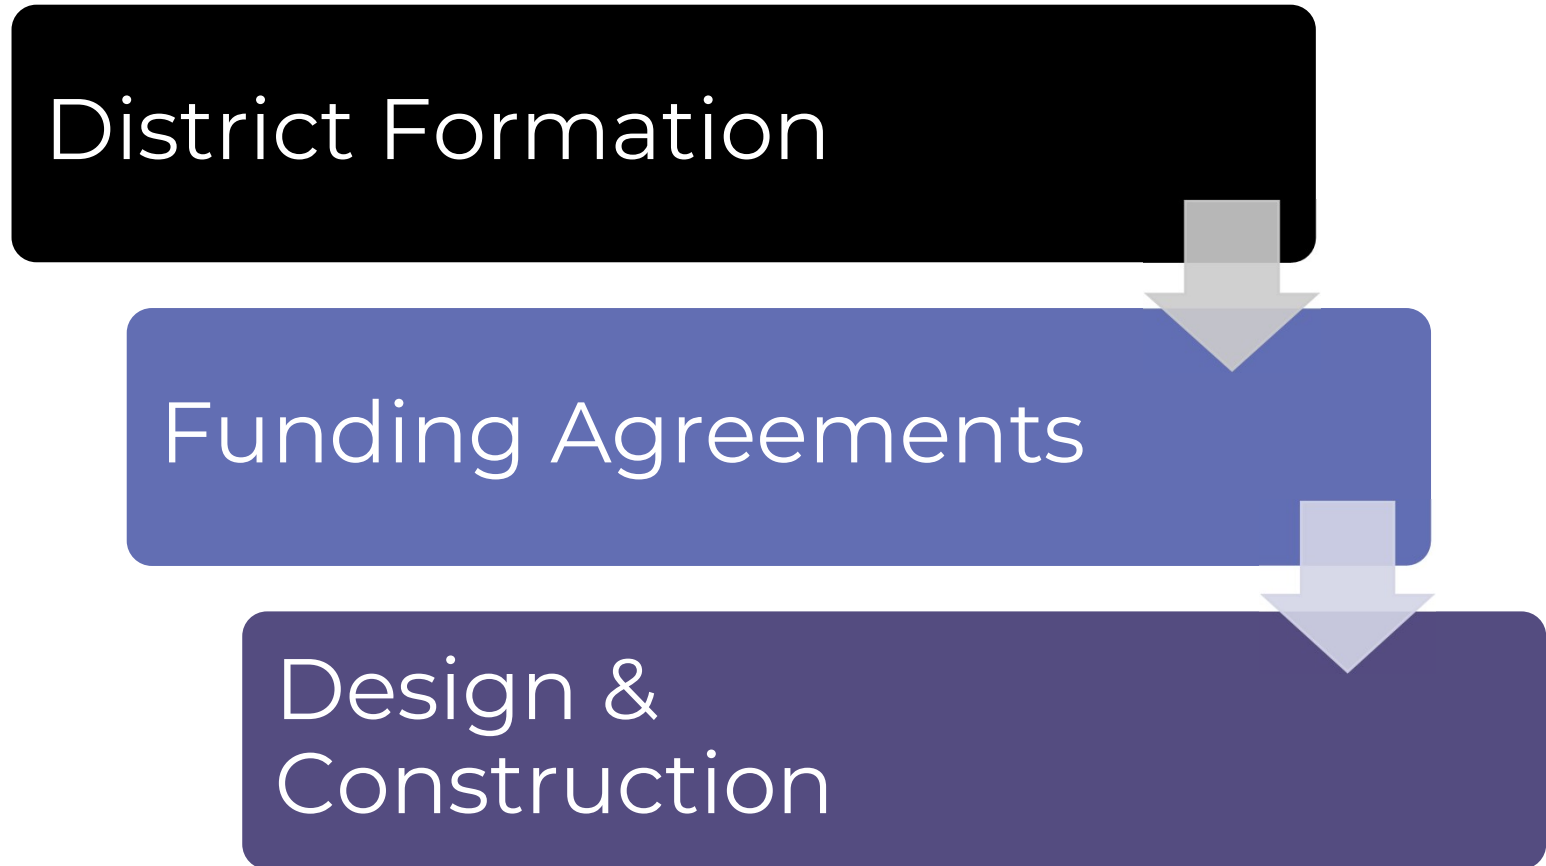 District Formation
Funding Agreements
Design &
Construction